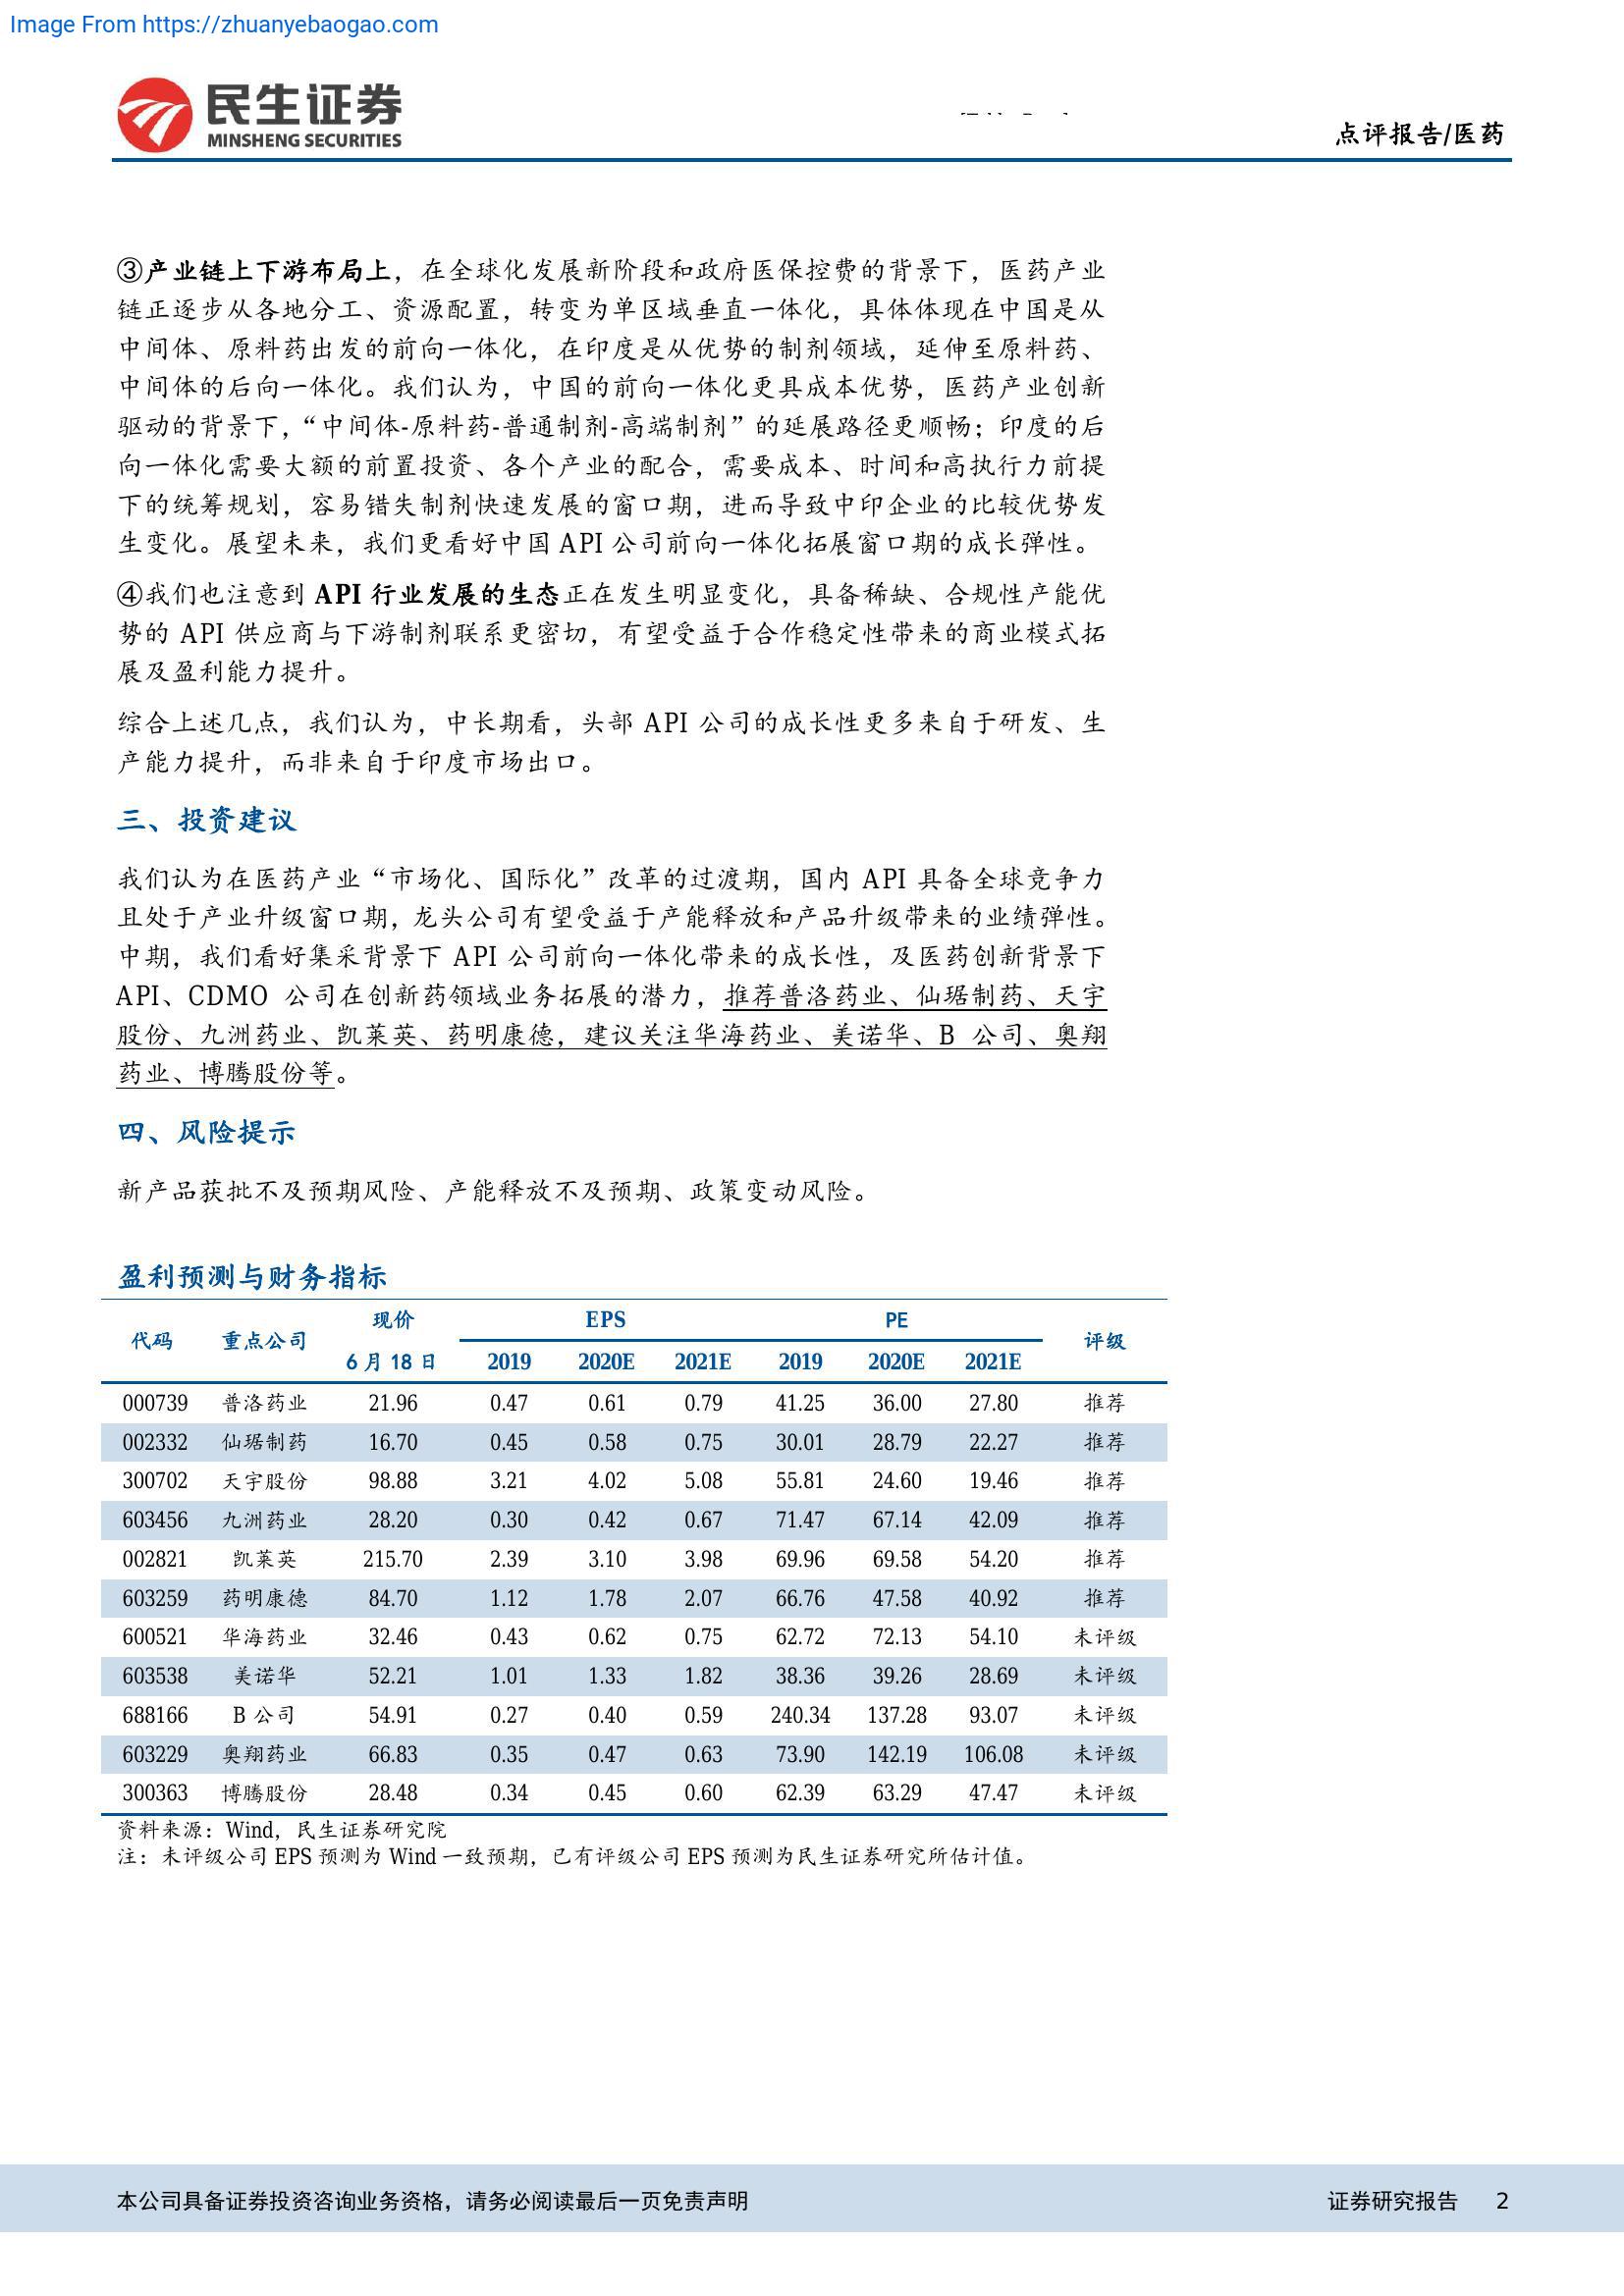 Image From https://zhuanyebaogao.com
民生证券
MINSHENG SECURITIES
点评报告/医药
③产业链上下游布局上，在全球化发展新阶段和政府医保控费的背景下，医药产业
链正逐步从各地分工、资源配置，转变为单区域垂直一体化，具体体现在中国是从
中间体、原料药出发的前向一体化，在印度是从优势的制剂领域，延伸至原料药、
中间体的后向一体化。我们认为，中国的前向一体化更具成本优势，医药产业创新
驱动的背景下，“中间体-原料药-普通制剂-高端制剂”的延展路径更顺畅；印度的后
向一体化需要大额的前置投资、各个产业的配合，需要成本、时间和高执行力前提
下的统筹规划，容易错失制剂快速发展的窗口期，进而导致中印企业的比较优势发
生变化。展望未来，我们更看好中国 API 公司前向一体化拓展窗口期的成长弹性。
④我们也注意到 API 行业发展的生态正在发生明显变化，具备稀缺、合规性产能优
势的 API 供应商与下游制剂联系更密切，有望受益于合作稳定性带来的商业模式拓
展及盈利能力提升。
综合上述几点，我们认为，中长期看，头部 API 公司的成长性更多来自于研发、生
产能力提升，而非来自于印度市场出口。
三、投资建议
我们认为在医药产业“市场化、国际化”改革的过渡期，国内 API 具备全球竞争力
且处于产业升级窗口期，龙头公司有望受益于产能释放和产品升级带来的业绩弹性。
中期，我们看好集采背景下 API 公司前向一体化带来的成长性，及医药创新背景下
API、CDMO 公司在创新药领域业务拓展的潜力，推荐普洛药业、仙琚制药、天宇
股份、九洲药业、凯莱英、药明康德，建议关注华海药业、美诺华、B 公司、奥翔
药业、博腾股份等。
四、风险提示
新产品获批不及预期风险、产能释放不及预期、政策变动风险。
盈利预测与财务指标
代码 重点公司 现价 EPS PE 评级
6 月 18 日 2019 2020E 2021E 2019 2020E 2021E
000739 普洛药业 21.96 0.47 0.61 0.79 41.25 36.00 27.80 推荐
002332 仙琚制药 16.70 0.45 0.58 0.75 30.01 28.79 22.27 推荐
300702 天宇股份 98.88 3.21 4.02 5.08 55.81 24.60 19.46 推荐
603456 九洲药业 28.20 0.30 0.42 0.67 71.47 67.14 42.09 推荐
002821 凯莱英 215.70 2.39 3.10 3.98 69.96 69.58 54.20 推荐
603259 药明康德 84.70 1.12 1.78 2.07 66.76 47.58 40.92 推荐
600521 华海药业 32.46 0.43 0.62 0.75 62.72 72.13 54.10 未评级
603538 美诺华 52.21 1.01 1.33 1.82 38.36 39.26 28.69 未评级
688166 B 公司 54.91 0.27 0.40 0.59 240.34 137.28 93.07 未评级
603229 奥翔药业 66.83 0.35 0.47 0.63 73.90 142.19 106.08 未评级
300363 博腾股份 28.48 0.34 0.45 0.60 62.39 63.29 47.47 未评级
资料来源：Wind，民生证券研究院
注：未评级公司 EPS 预测为 Wind 一致预期，已有评级公司 EPS 预测为民生证券研究所估计值。
本公司具备证券投资咨询业务资格，请务必阅读最后一页免责声明
证券研究报告 2